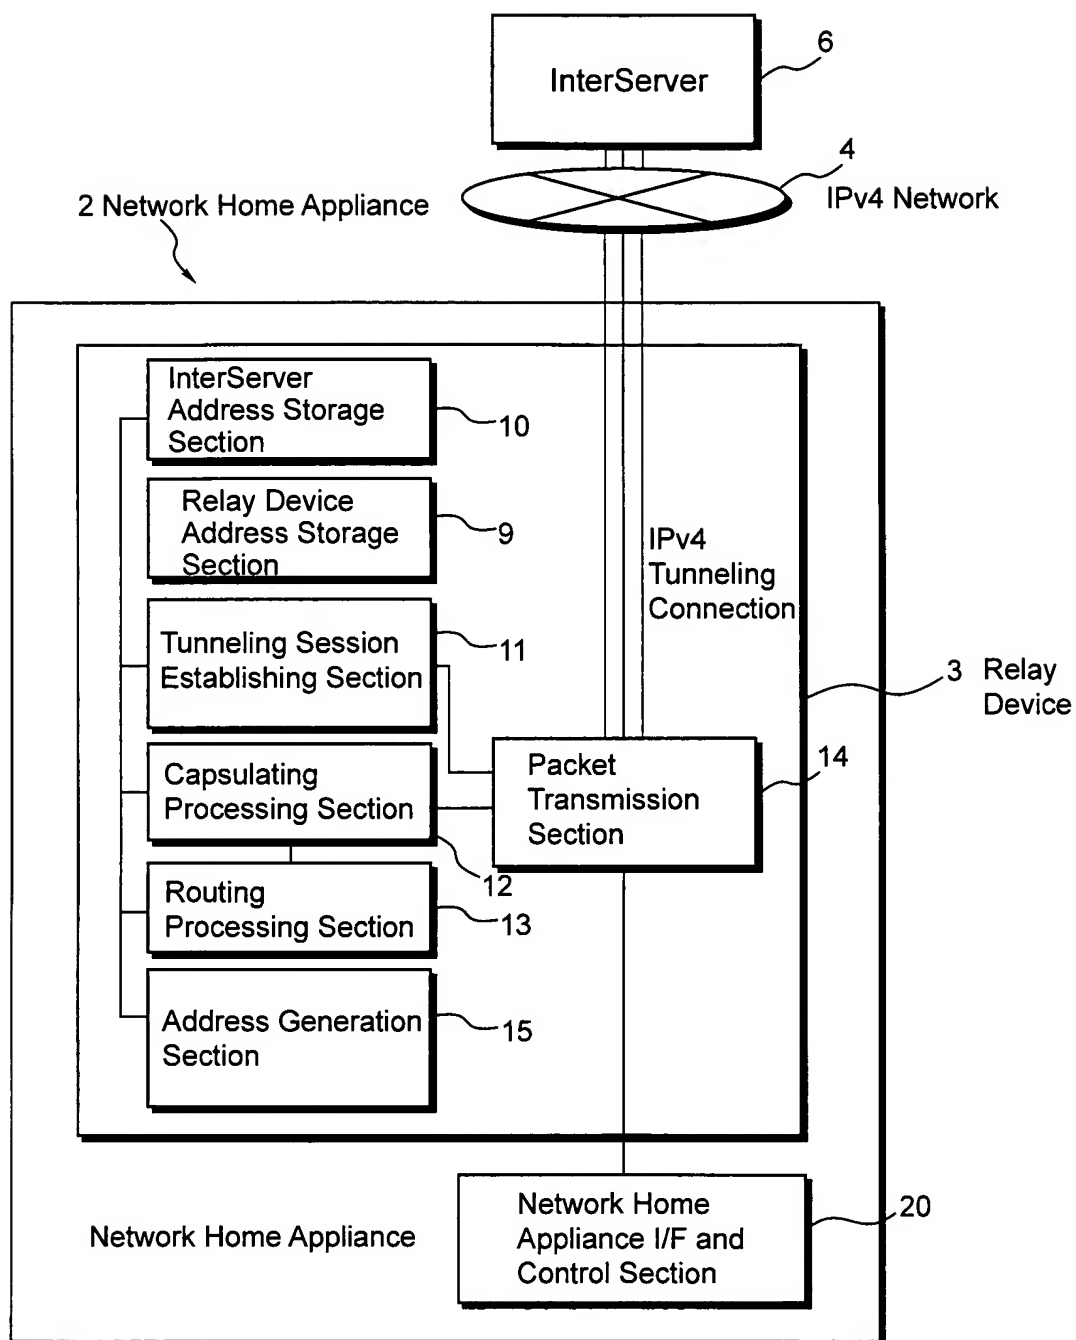 6
InterServer
4
IPv4 Network
2 Network Home Appliance
InterServer
Address Storage
Section
10
Relay Device
Address Storage
Section
9
IPv4
Tunneling
Connection
Tunneling Session
Establishing Section
11
3 Relay
Device
Capsulating
Processing Section
12
Packet
Transmission
Section
14
Routing
Processing Section
13
Address Generation
Section
15
Network Home
Appliance I/F and
Control Section
20
Network Home Appliance